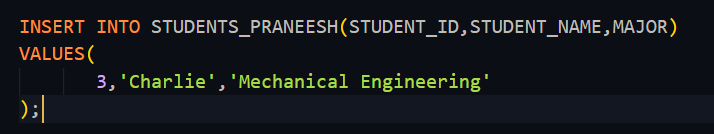 INSERT INTO STUDENTS_PRANEESH(STUDENT_ID,STUDENT_NAME,MAJOR)
VALUES(
3,'Charlie','Mechanical Engineering'
);